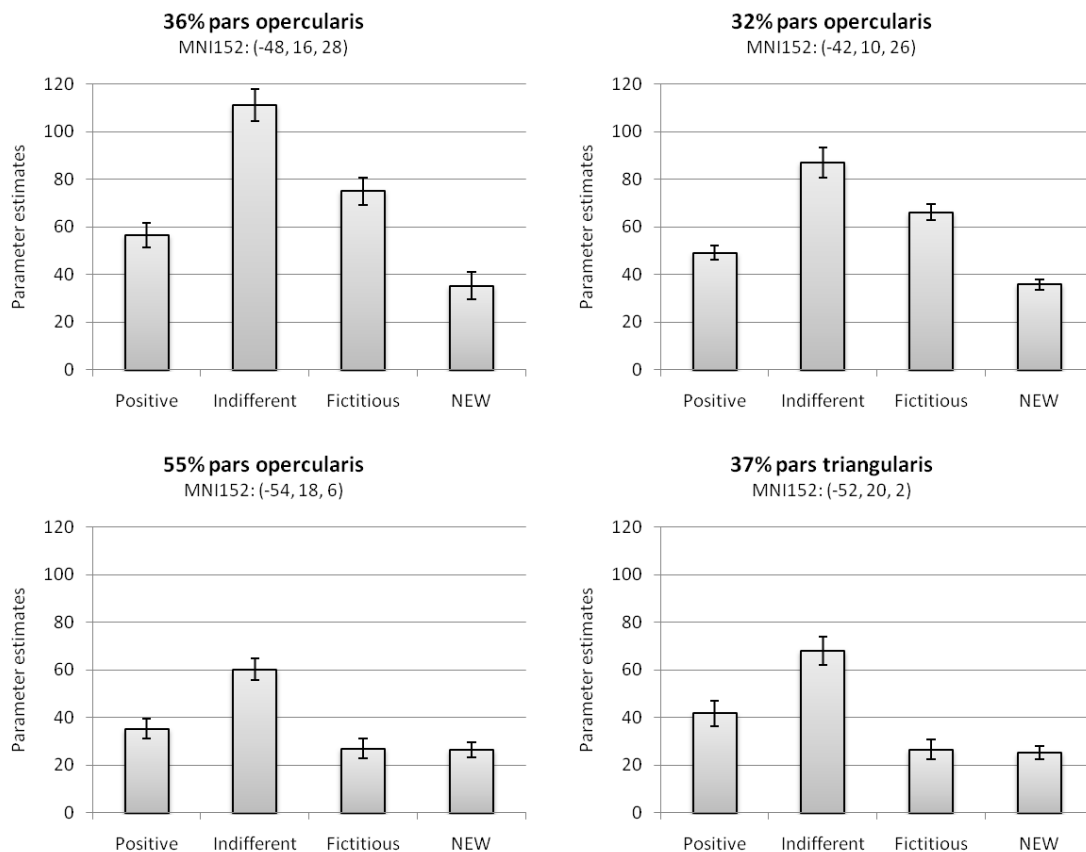 36% pars opercularis
MNI152: (-48, 16, 28)
120
100
80
60
40
20
0
Parameter estimates
Positive Indifferent Fictitious NEW
32% pars opercularis
MNI152: (-42, 10, 26)
120
100
80
60
40
20
0
Parameter estimates
Positive Indifferent Fictitious NEW
55% pars opercularis
MNI152: (-54, 18, 6)
120
100
80
60
40
20
0
Parameter estimates
Positive Indifferent Fictitious NEW
37% pars triangularis
MNI152: (-52, 20, 2)
120
100
80
60
40
20
0
Parameter estimates
Positive Indifferent Fictitious NEW